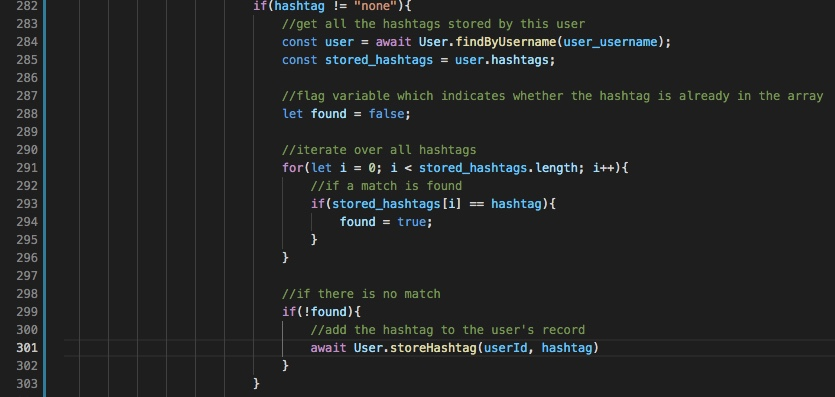 282 if(hashtag != "none"){
283 //get all the hashtags stored by this user
284 const user = await User.findByUsername(user_username);
285 const stored_hashtags = user.hashtags;
286
287 //flag variable which indicates whether the hashtag is already in the array
288 let found = false;
289
290 //iterate over all hashtags
291 for(let i = 0; i < stored_hashtags.length; i++){
292 //if a match is found
293 if(stored_hashtags[i] == hashtag){
294 found = true;
295 }
296 }
297
298 //if there is no match
299 if(!found){
300 //add the hashtag to the user's record
301 await User.storeHashtag(userId, hashtag)
302 }
303 }